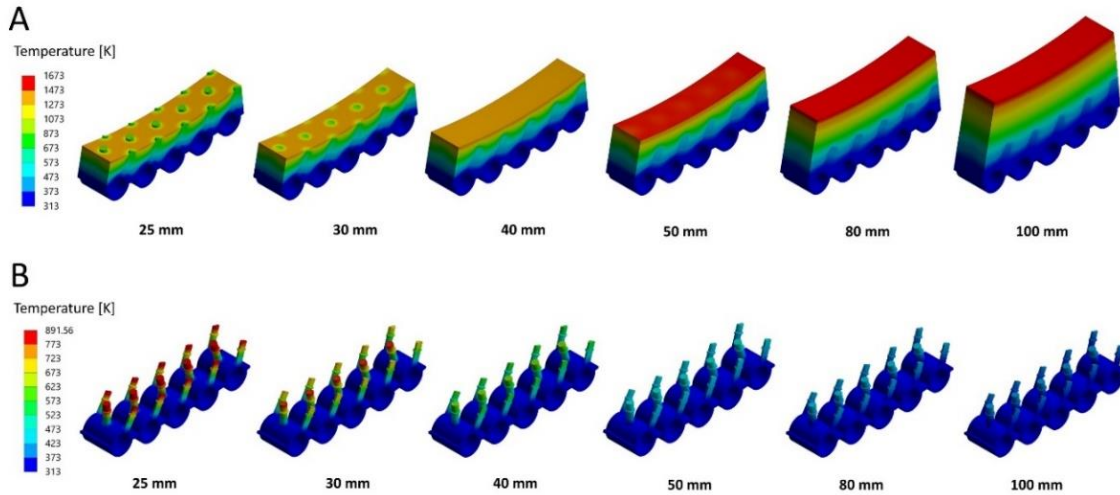 A
Temperature [K]
1673
1473
1273
1073
873
673
573
473
373
313
25 mm
30 mm
40 mm
50 mm
80 mm
100 mm
B
Temperature [K]
891.56
773
723
673
623
573
523
473
423
373
313
25 mm
30 mm
40 mm
50 mm
80 mm
100 mm